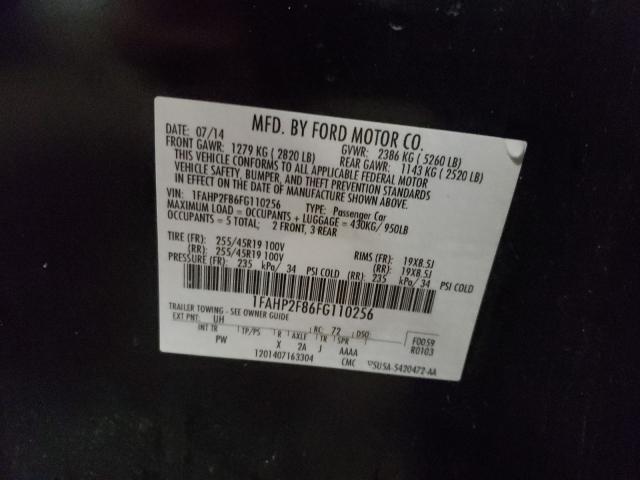 MFD. BY FORD MOTOR CO.
DATE: 07/14 GVWR: 2386 KG ( 5260 LB)
FRONT GAWR: 1279 KG ( 2820 LB) REAR GAWR: 1143 KG ( 2520 LB)
THIS VEHICLE CONFORMS TO ALL APPLICABLE FEDERAL MOTOR
VEHICLE SAFETY, BUMPER, AND THEFT PREVENTION STANDARDS
IN EFFECT ON THE DATE OF MANUFACTURE SHOWN ABOVE.
VIN: 1FAHP2F86FG110256 TYPE: Passenger Car
MAXIMUM LOAD = OCCUPANTS + LUGGAGE = 430KG/ 950LB
OCCUPANTS = 5 TOTAL; 2 FRONT, 3 REAR
TIRE (FR): 255/45R19 100V RIMS (FR): 19X8.5J
(RR): 255/45R19 100V (RR): 19X8.5J
PRESSURE (FR): 235 kPa/ 34 PSI COLD (RR): 235 kPa/ 34 PSI COLD
1FAHP2F86FG110256
TRAILER TOWING - SEE OWNER GUIDE
EXT PNT: UH RC: 72 DSO: F0059
INT TR TP/PS R AXLE TR SPR R0103
PW X 2A J AAAA
1201407163304 CMC SU5A-5420472-AA